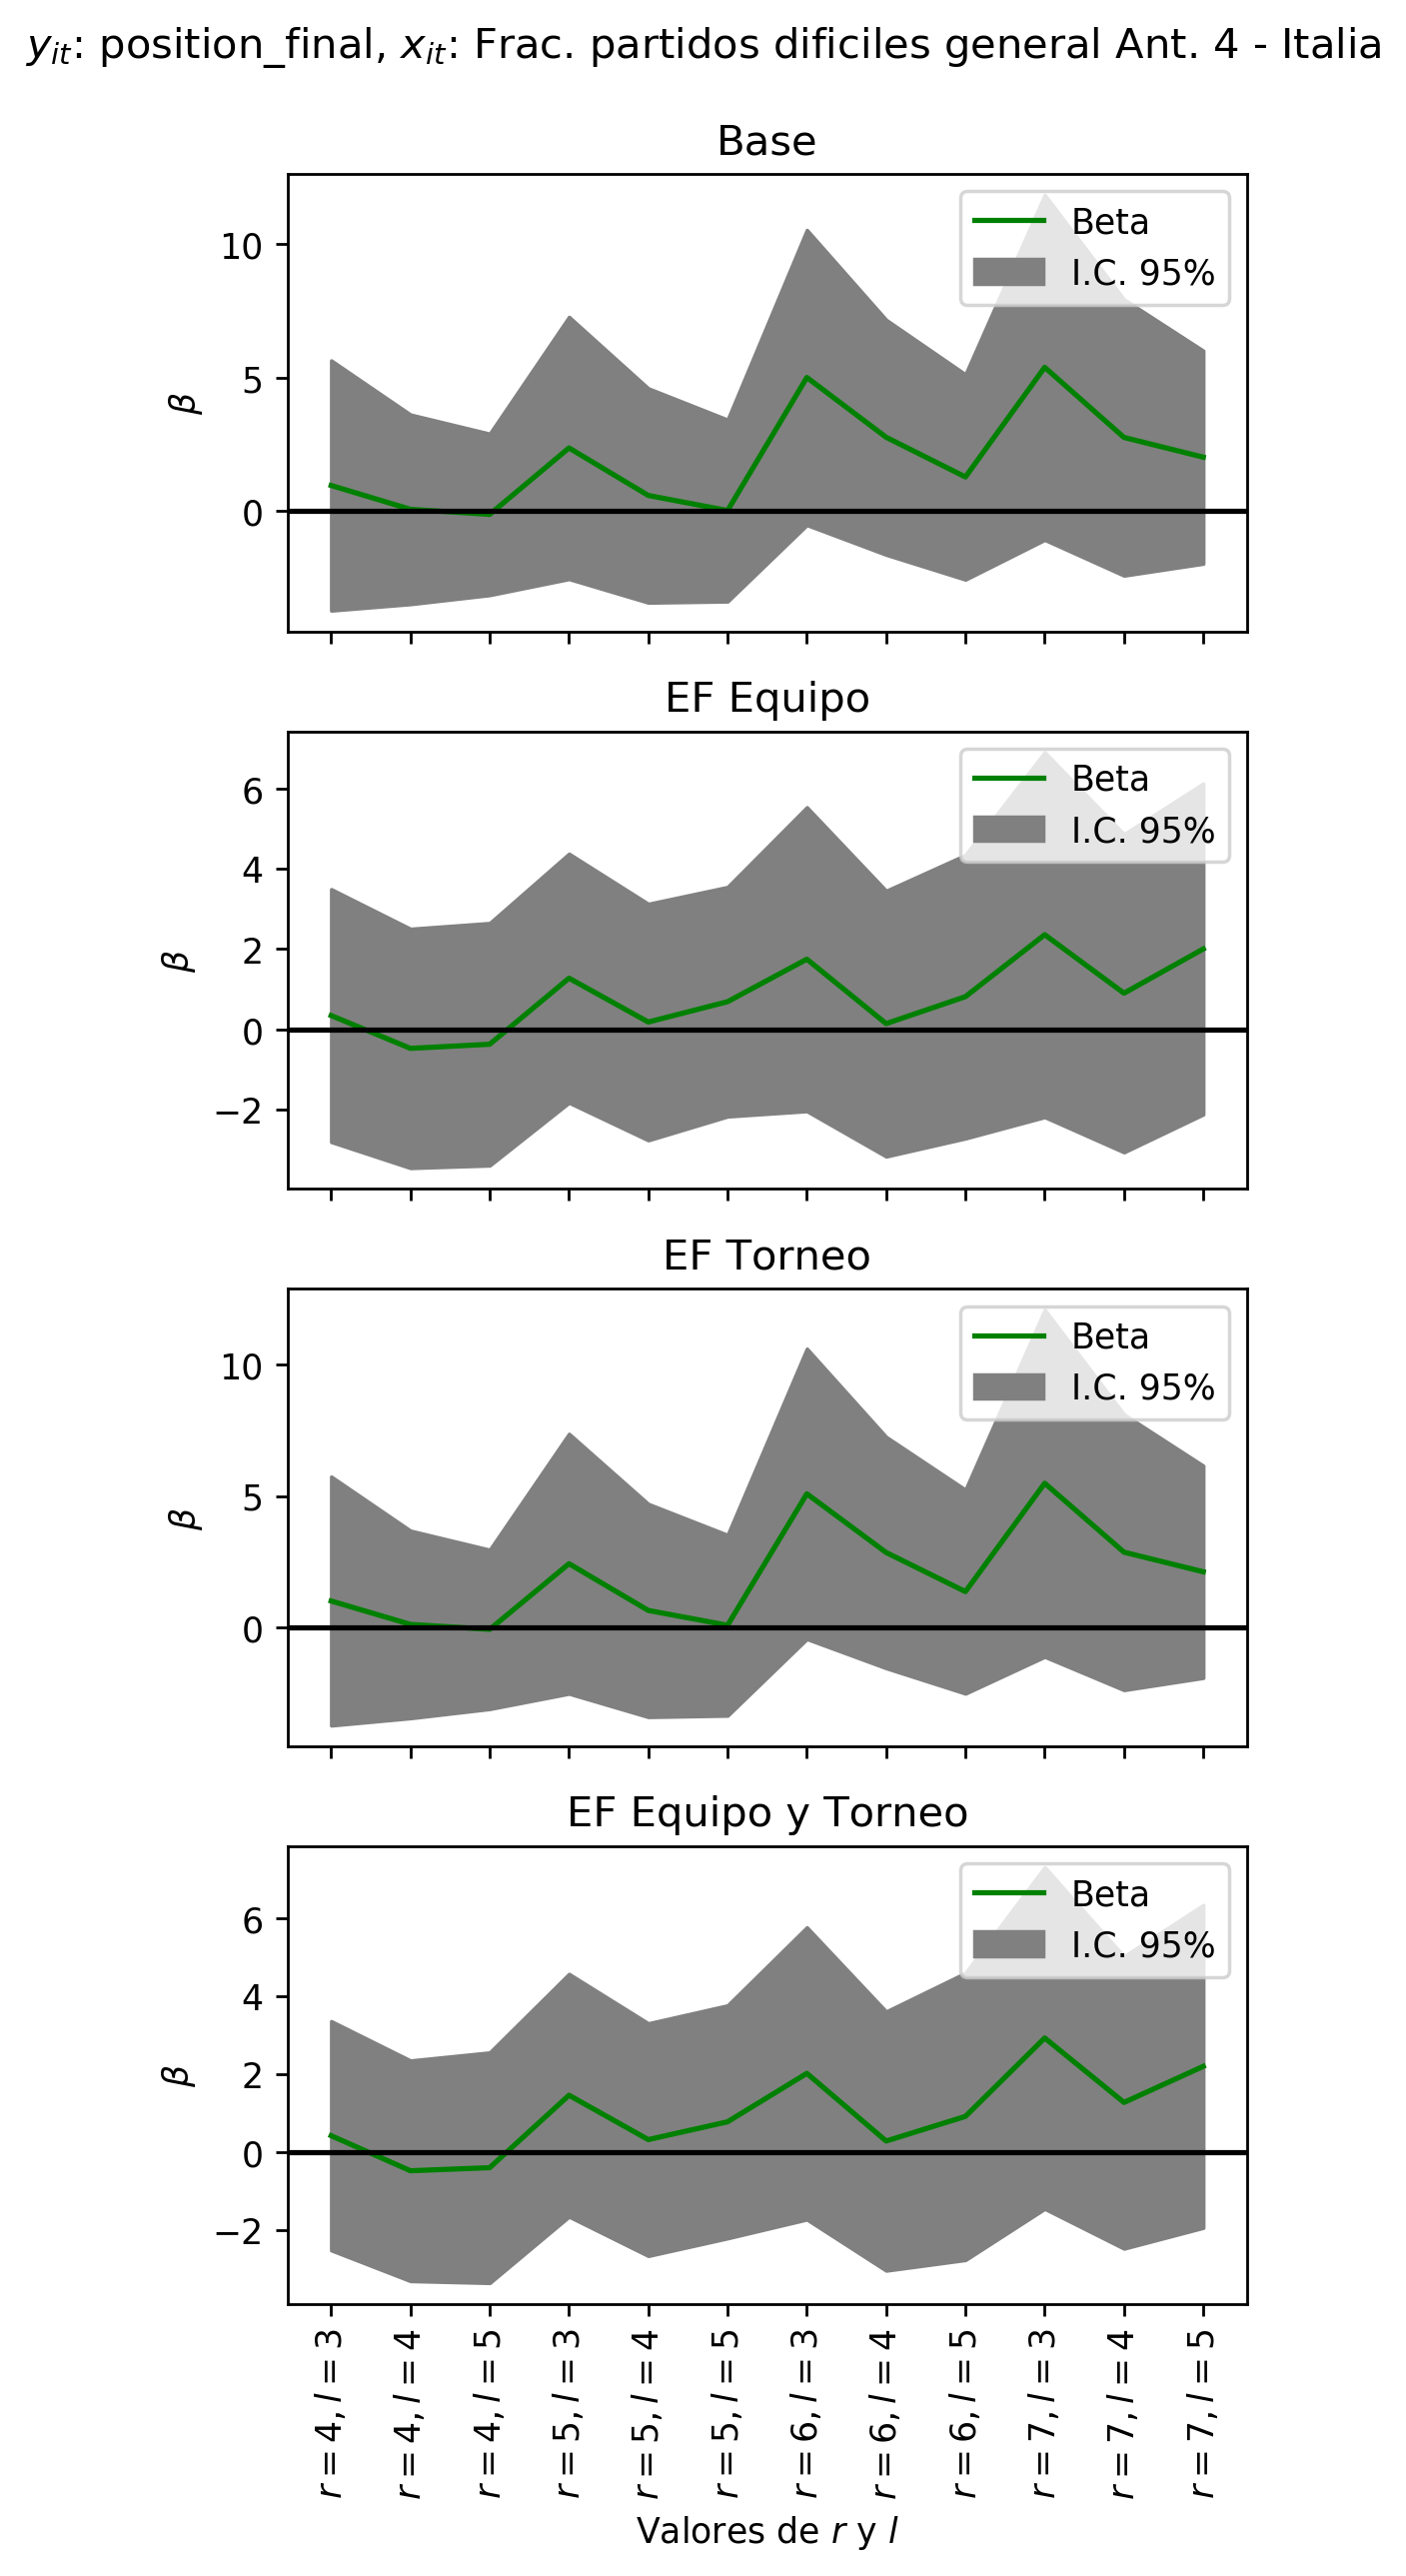 y_it: position_final, x_it: Frac. partidos dificiles general Ant. 4 - Italia
Base
Beta
I.C. 95%
10
5
0
β
EF Equipo
Beta
I.C. 95%
6
4
2
0
−2
β
EF Torneo
Beta
I.C. 95%
10
5
0
β
EF Equipo y Torneo
Beta
I.C. 95%
6
4
2
0
−2
β
r = 4, l = 3
r = 4, l = 4
r = 4, l = 5
r = 5, l = 3
r = 5, l = 4
r = 5, l = 5
r = 6, l = 3
r = 6, l = 4
r = 6, l = 5
r = 7, l = 3
r = 7, l = 4
r = 7, l = 5
Valores de r y l